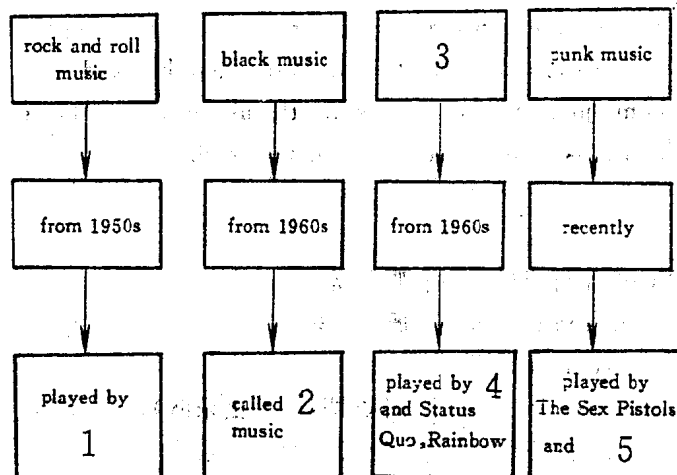 rock and roll
music
black music
3
punk music
from 1950s
from 1960s
from 1960s
recently
played by
1
called 2
music
played by 4
and Status
Quo, Rainbow
played by
The Sex Pistols
and 5